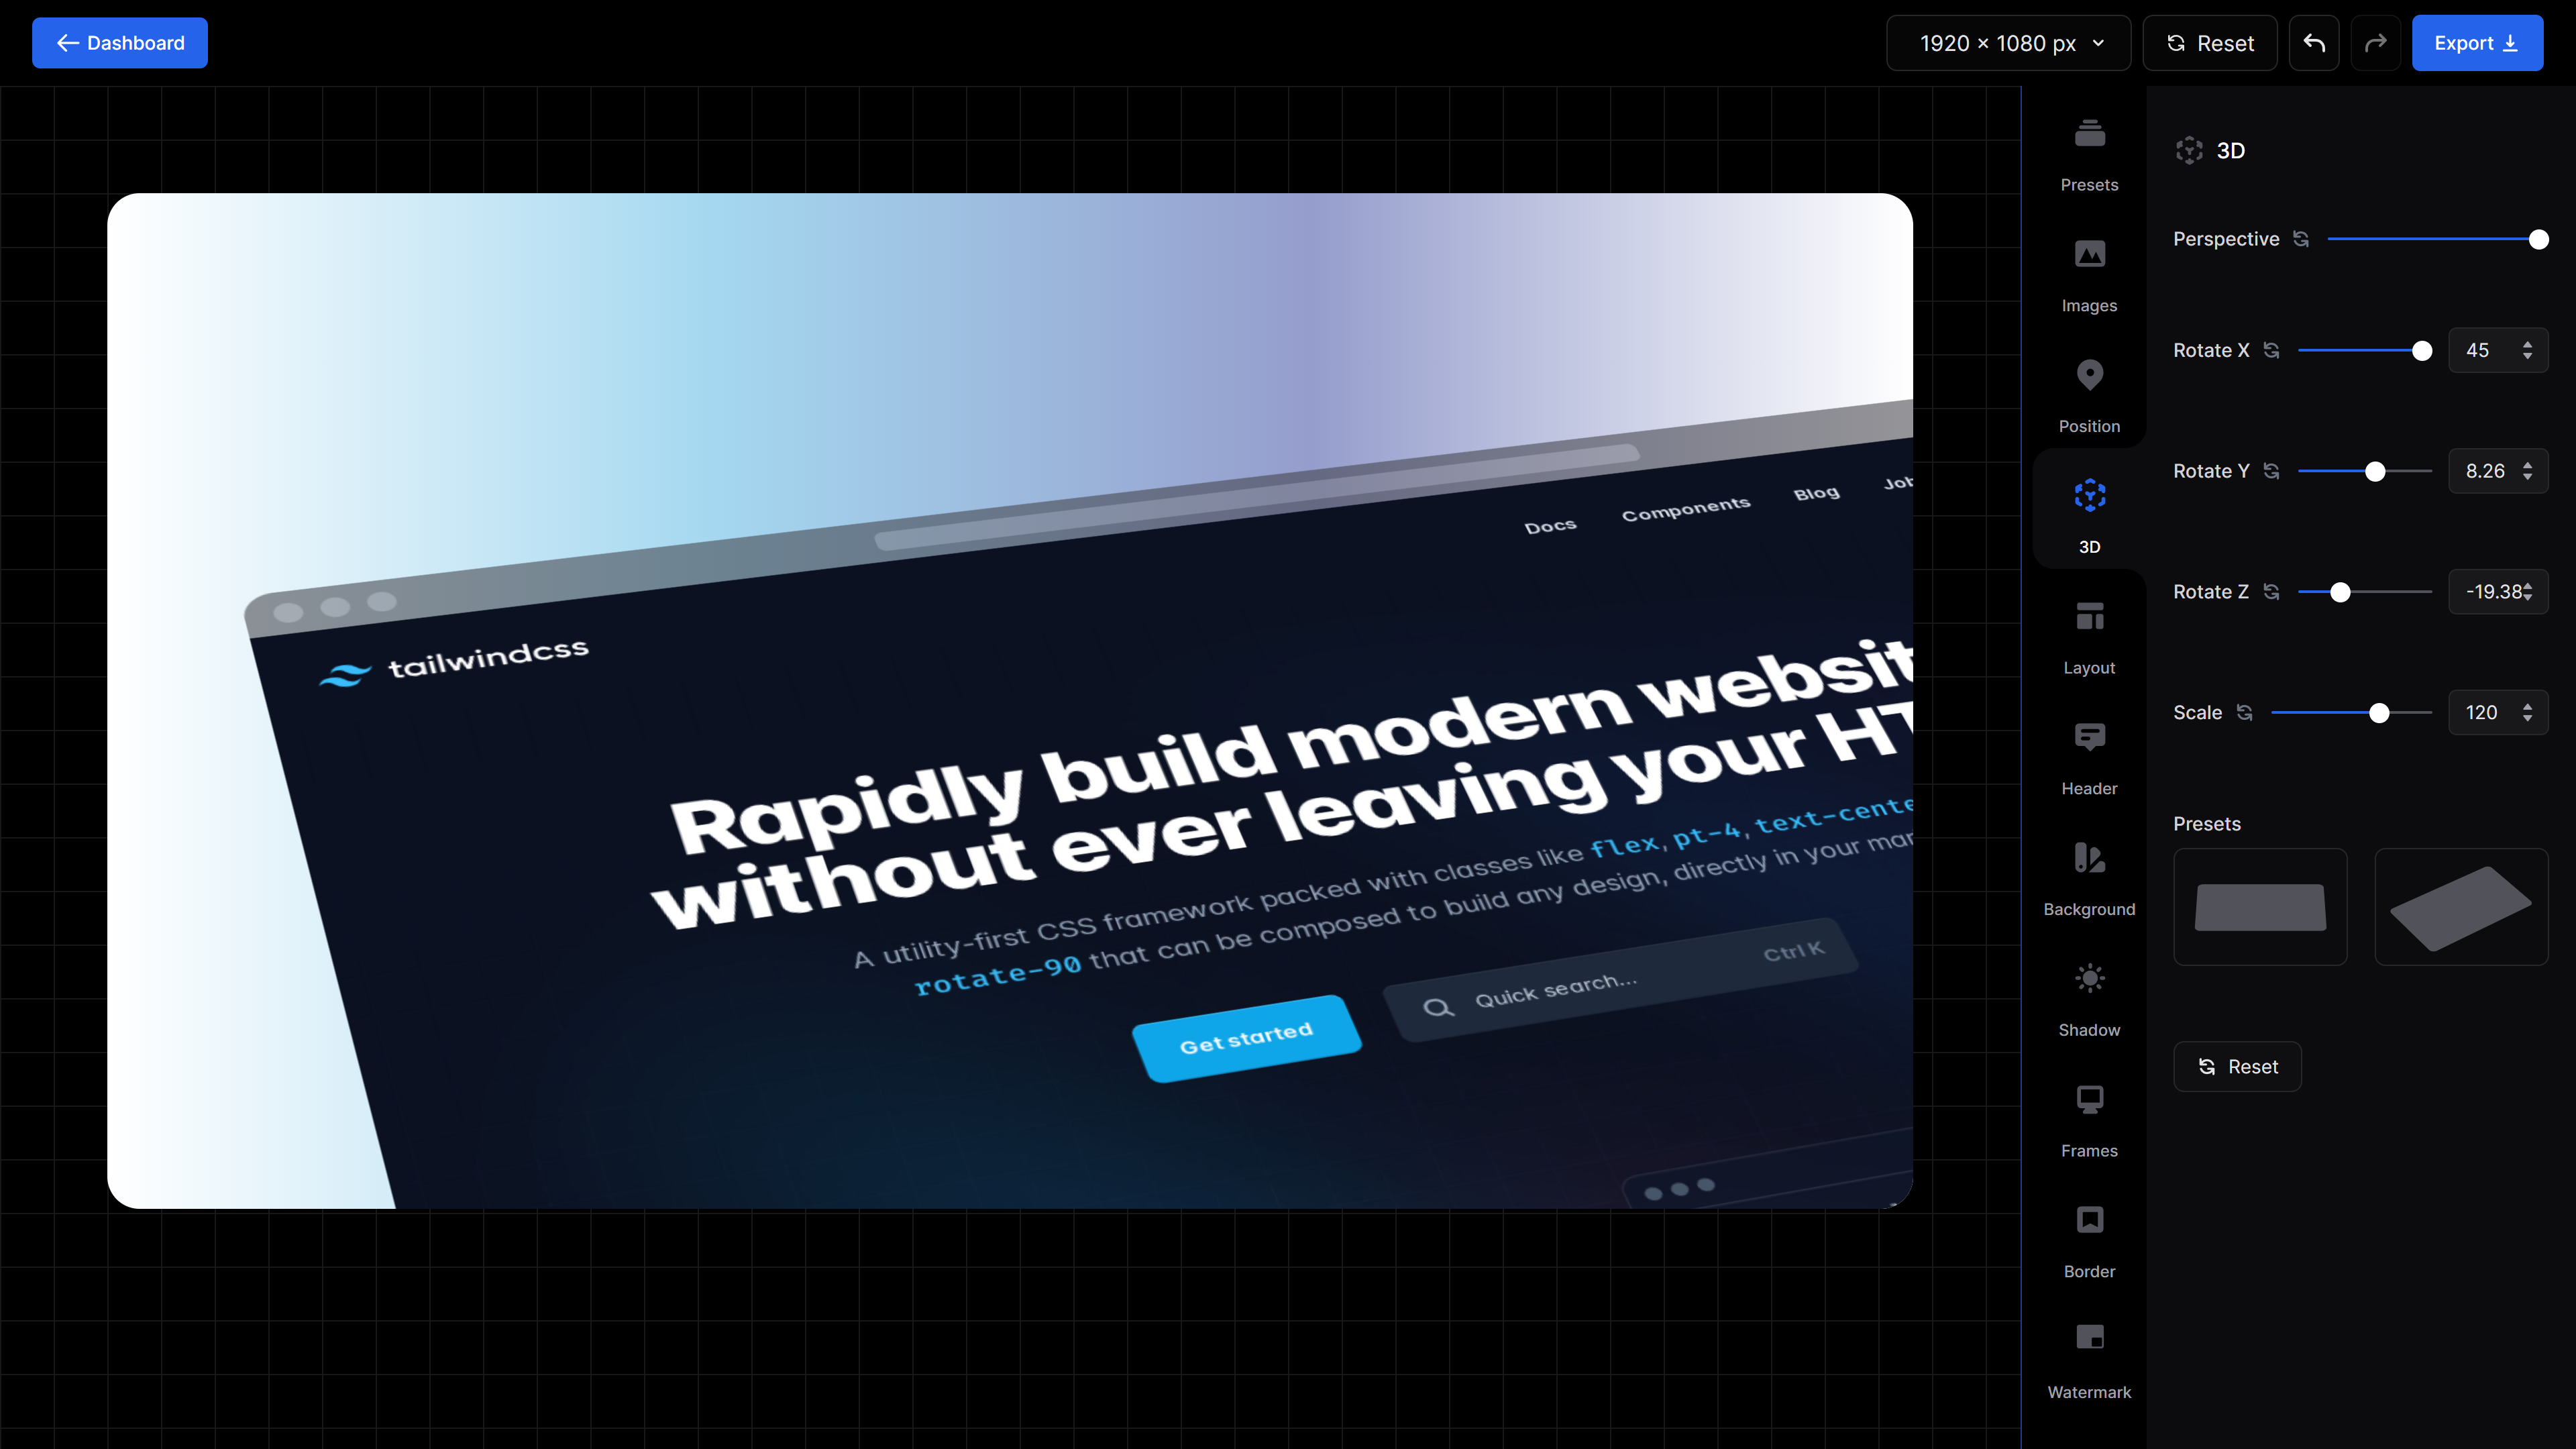 Dashboard
1920 × 1080 px
Reset
Export
Presets
Images
Position
3D
Layout
Header
Background
Shadow
Frames
Border
Watermark
3D
Perspective
Rotate X
45
Rotate Y
8.26
Rotate Z
-19.38
Scale
120
Presets
Reset
Docs
Components
Blog
Job
tailwindcss
Rapidly build modern websit
without ever leaving your HT
A utility-first CSS framework packed with classes like flex, pt-4, text-cente
rotate-90 that can be composed to build any design, directly in your mar
Get started
Quick search...
Ctrl K